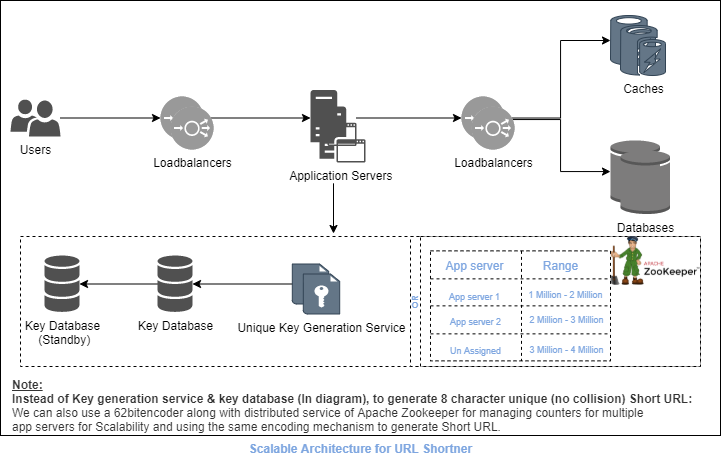 Caches
Users
Loadbalancers
Application Servers
Loadbalancers
Databases
Key Database
(Standby)
Key Database
Unique Key Generation Service
OR
App server
Range
App server 1
1 Million - 2 Million
App server 2
2 Million - 3 Million
Un Assigned
3 Million - 4 Million
APACHE
ZooKeeper
Note:
Instead of Key generation service & key database (In diagram), to generate 8 character unique (no collision) Short URL:
We can also use a 62bitencoder along with distributed service of Apache Zookeeper for managing counters for multiple
app servers for Scalability and using the same encoding mechanism to generate Short URL.
Scalable Architecture for URL Shortner